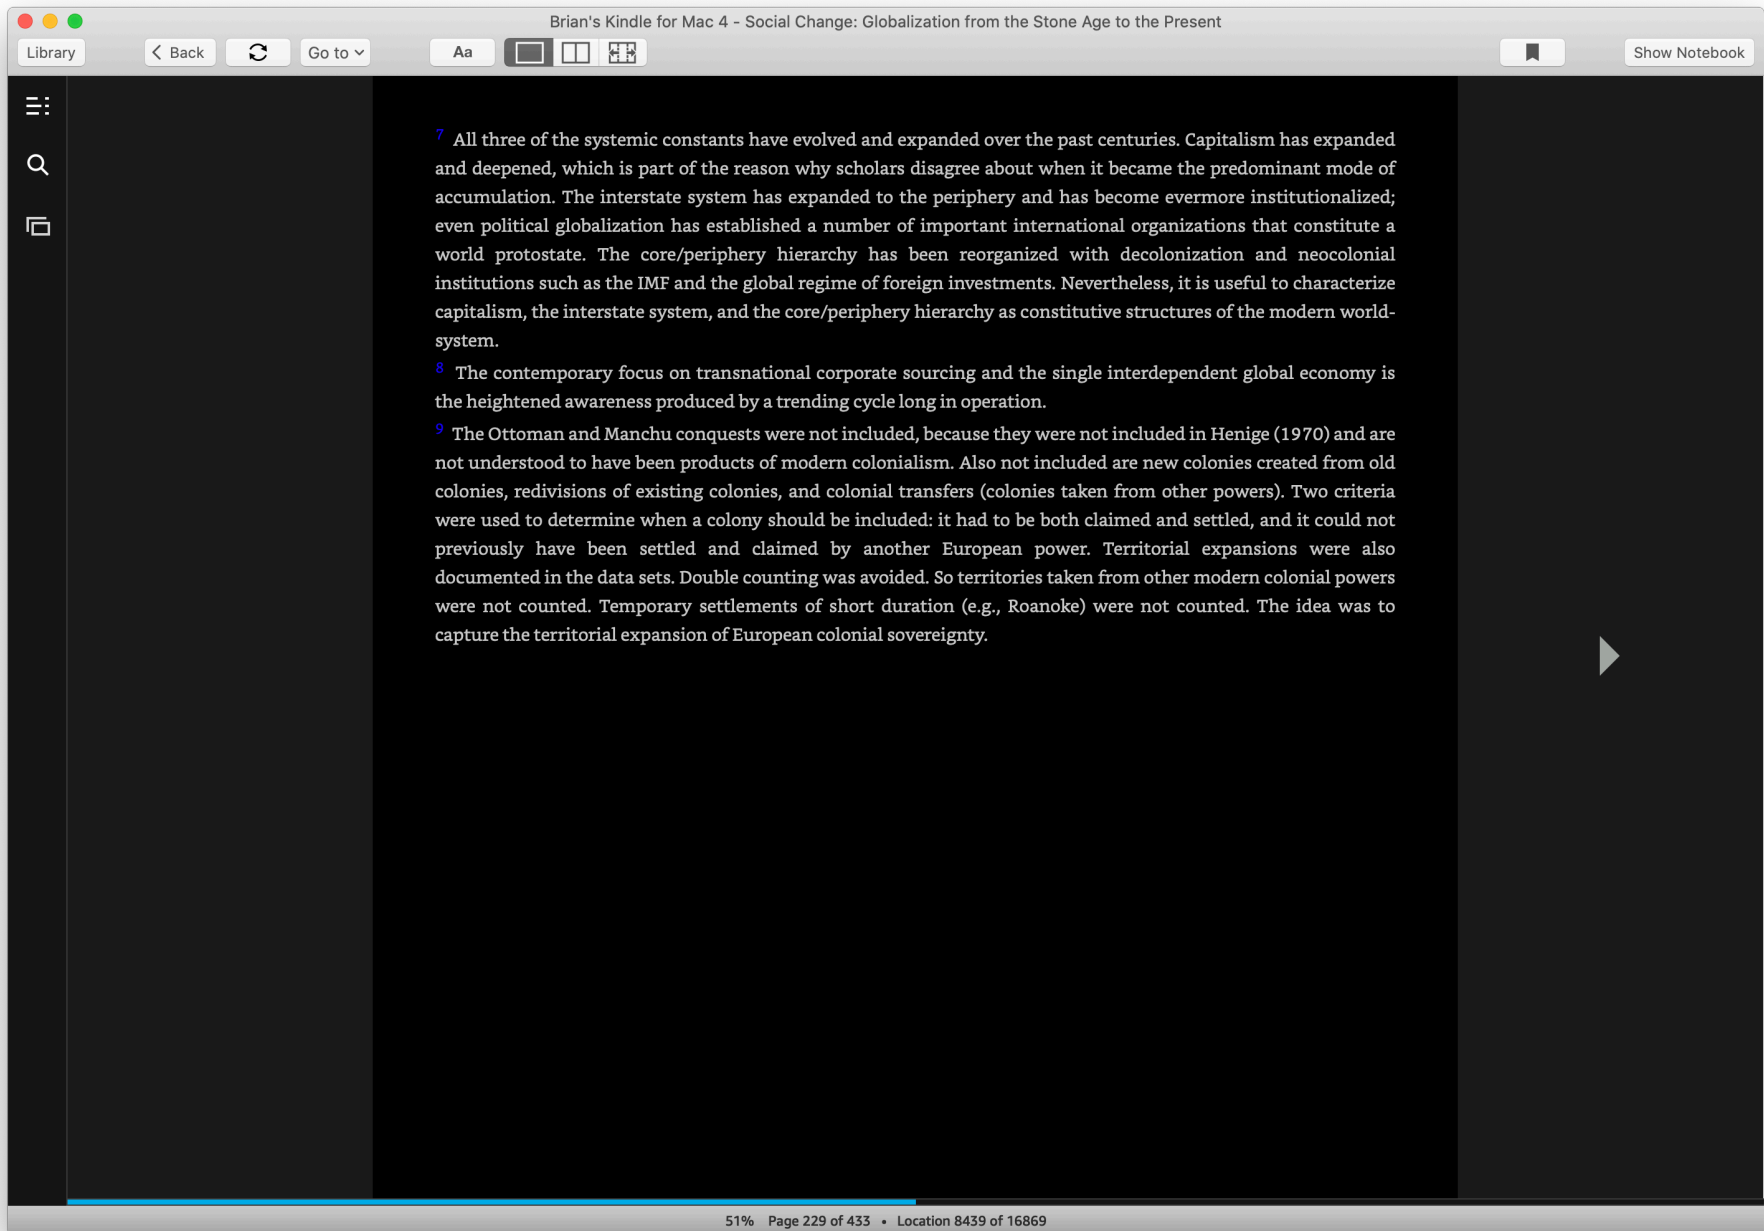 Brian's Kindle for Mac 4 - Social Change: Globalization from the Stone Age to the Present
Library
Back
Go to
Aa
Show Notebook
7 All three of the systemic constants have evolved and expanded over the past centuries. Capitalism has expanded
and deepened, which is part of the reason why scholars disagree about when it became the predominant mode of
accumulation. The interstate system has expanded to the periphery and has become evermore institutionalized;
even political globalization has established a number of important international organizations that constitute a
world protostate. The core/periphery hierarchy has been reorganized with decolonization and neocolonial
institutions such as the IMF and the global regime of foreign investments. Nevertheless, it is useful to characterize
capitalism, the interstate system, and the core/periphery hierarchy as constitutive structures of the modern world-
system.
8 The contemporary focus on transnational corporate sourcing and the single interdependent global economy is
the heightened awareness produced by a trending cycle long in operation.
9 The Ottoman and Manchu conquests were not included, because they were not included in Henige (1970) and are
not understood to have been products of modern colonialism. Also not included are new colonies created from old
colonies, redivisions of existing colonies, and colonial transfers (colonies taken from other powers). Two criteria
were used to determine when a colony should be included: it had to be both claimed and settled, and it could not
previously have been settled and claimed by another European power. Territorial expansions were also
documented in the data sets. Double counting was avoided. So territories taken from other modern colonial powers
were not counted. Temporary settlements of short duration (e.g., Roanoke) were not counted. The idea was to
capture the territorial expansion of European colonial sovereignty.
51% Page 229 of 433 • Location 8439 of 16869